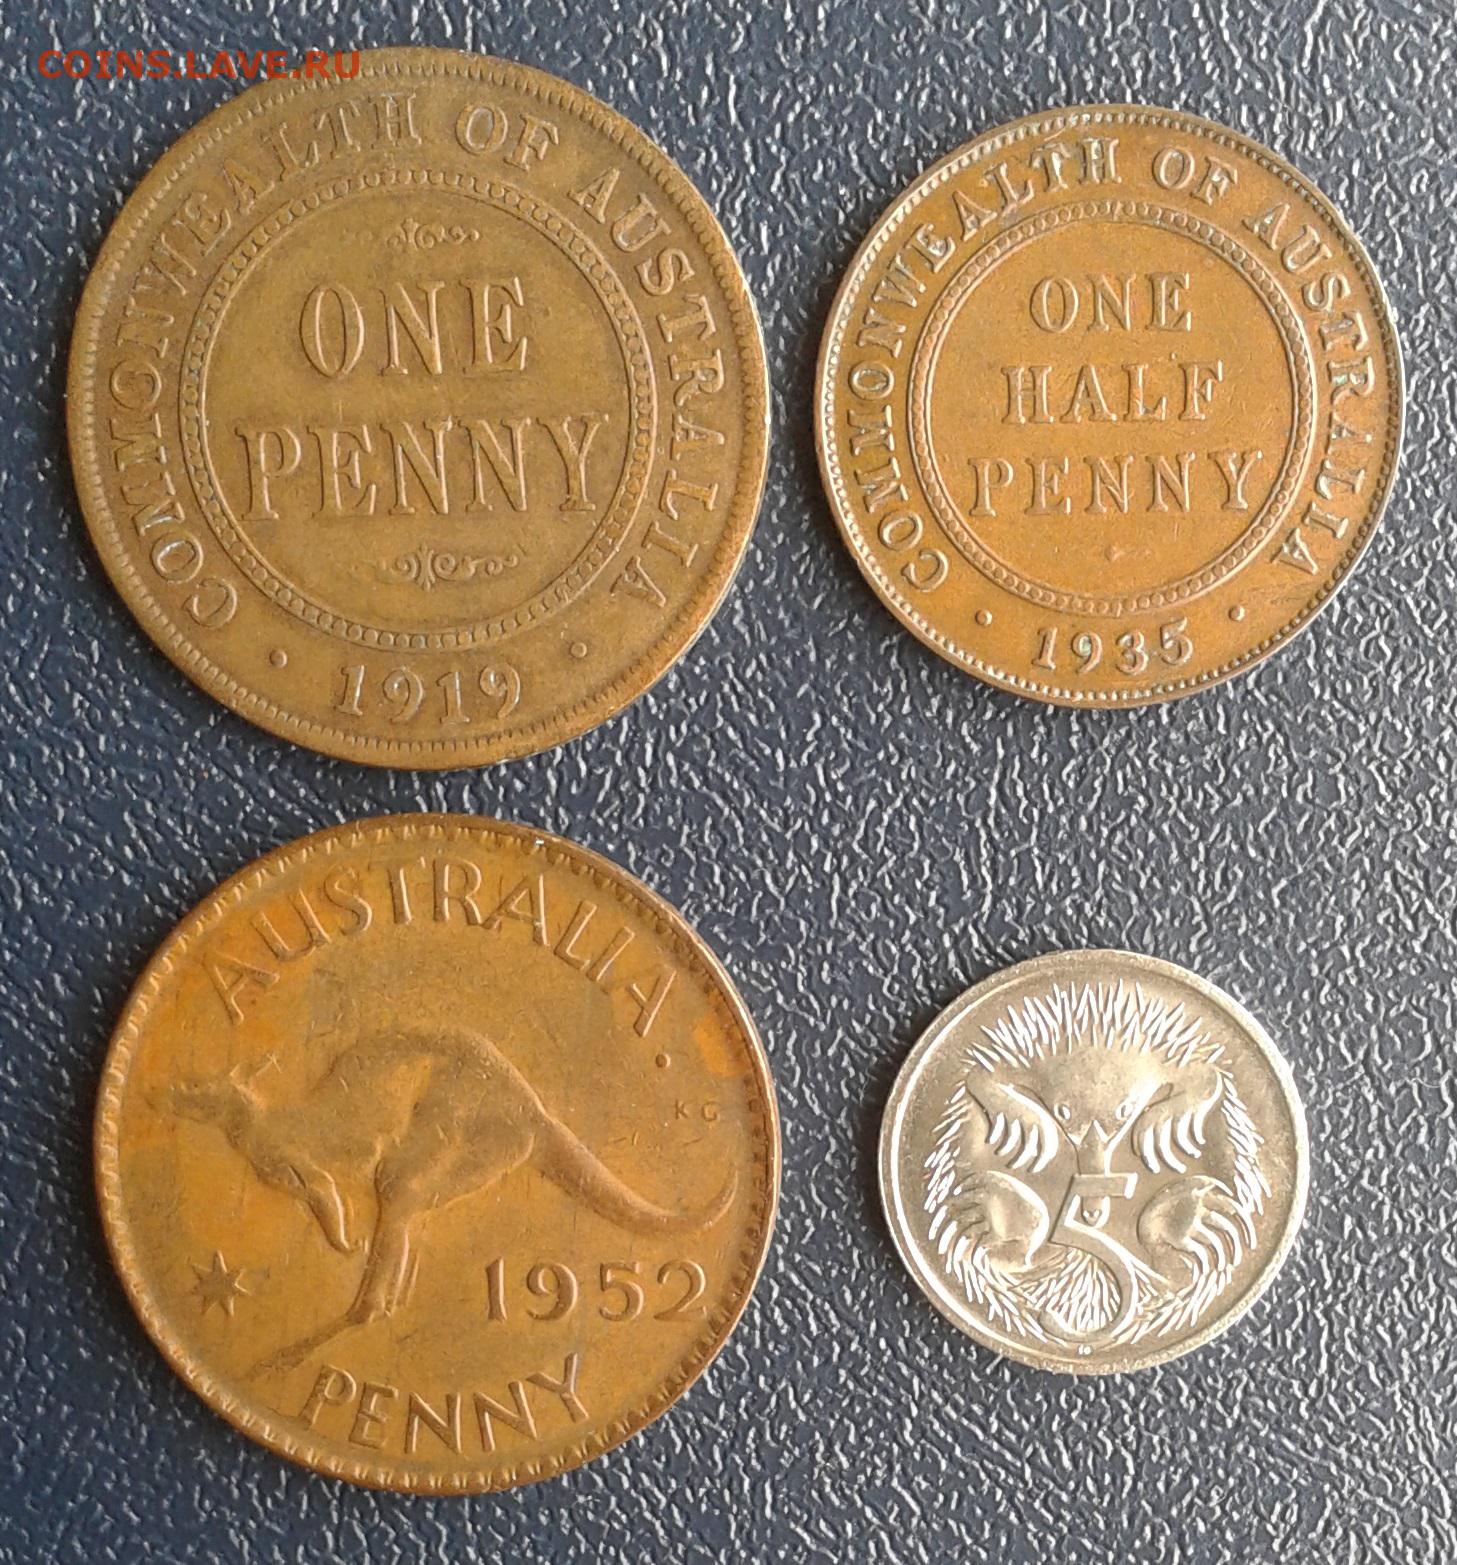 COINS.LAVE.RU
COMMONWEALTH OF AUSTRALIA
ONE
PENNY
· 1919 ·
COMMONWEALTH OF AUSTRALIA
ONE
HALF
PENNY
· 1935 ·
AUSTRALIA ·
KG
1952
PENNY
5